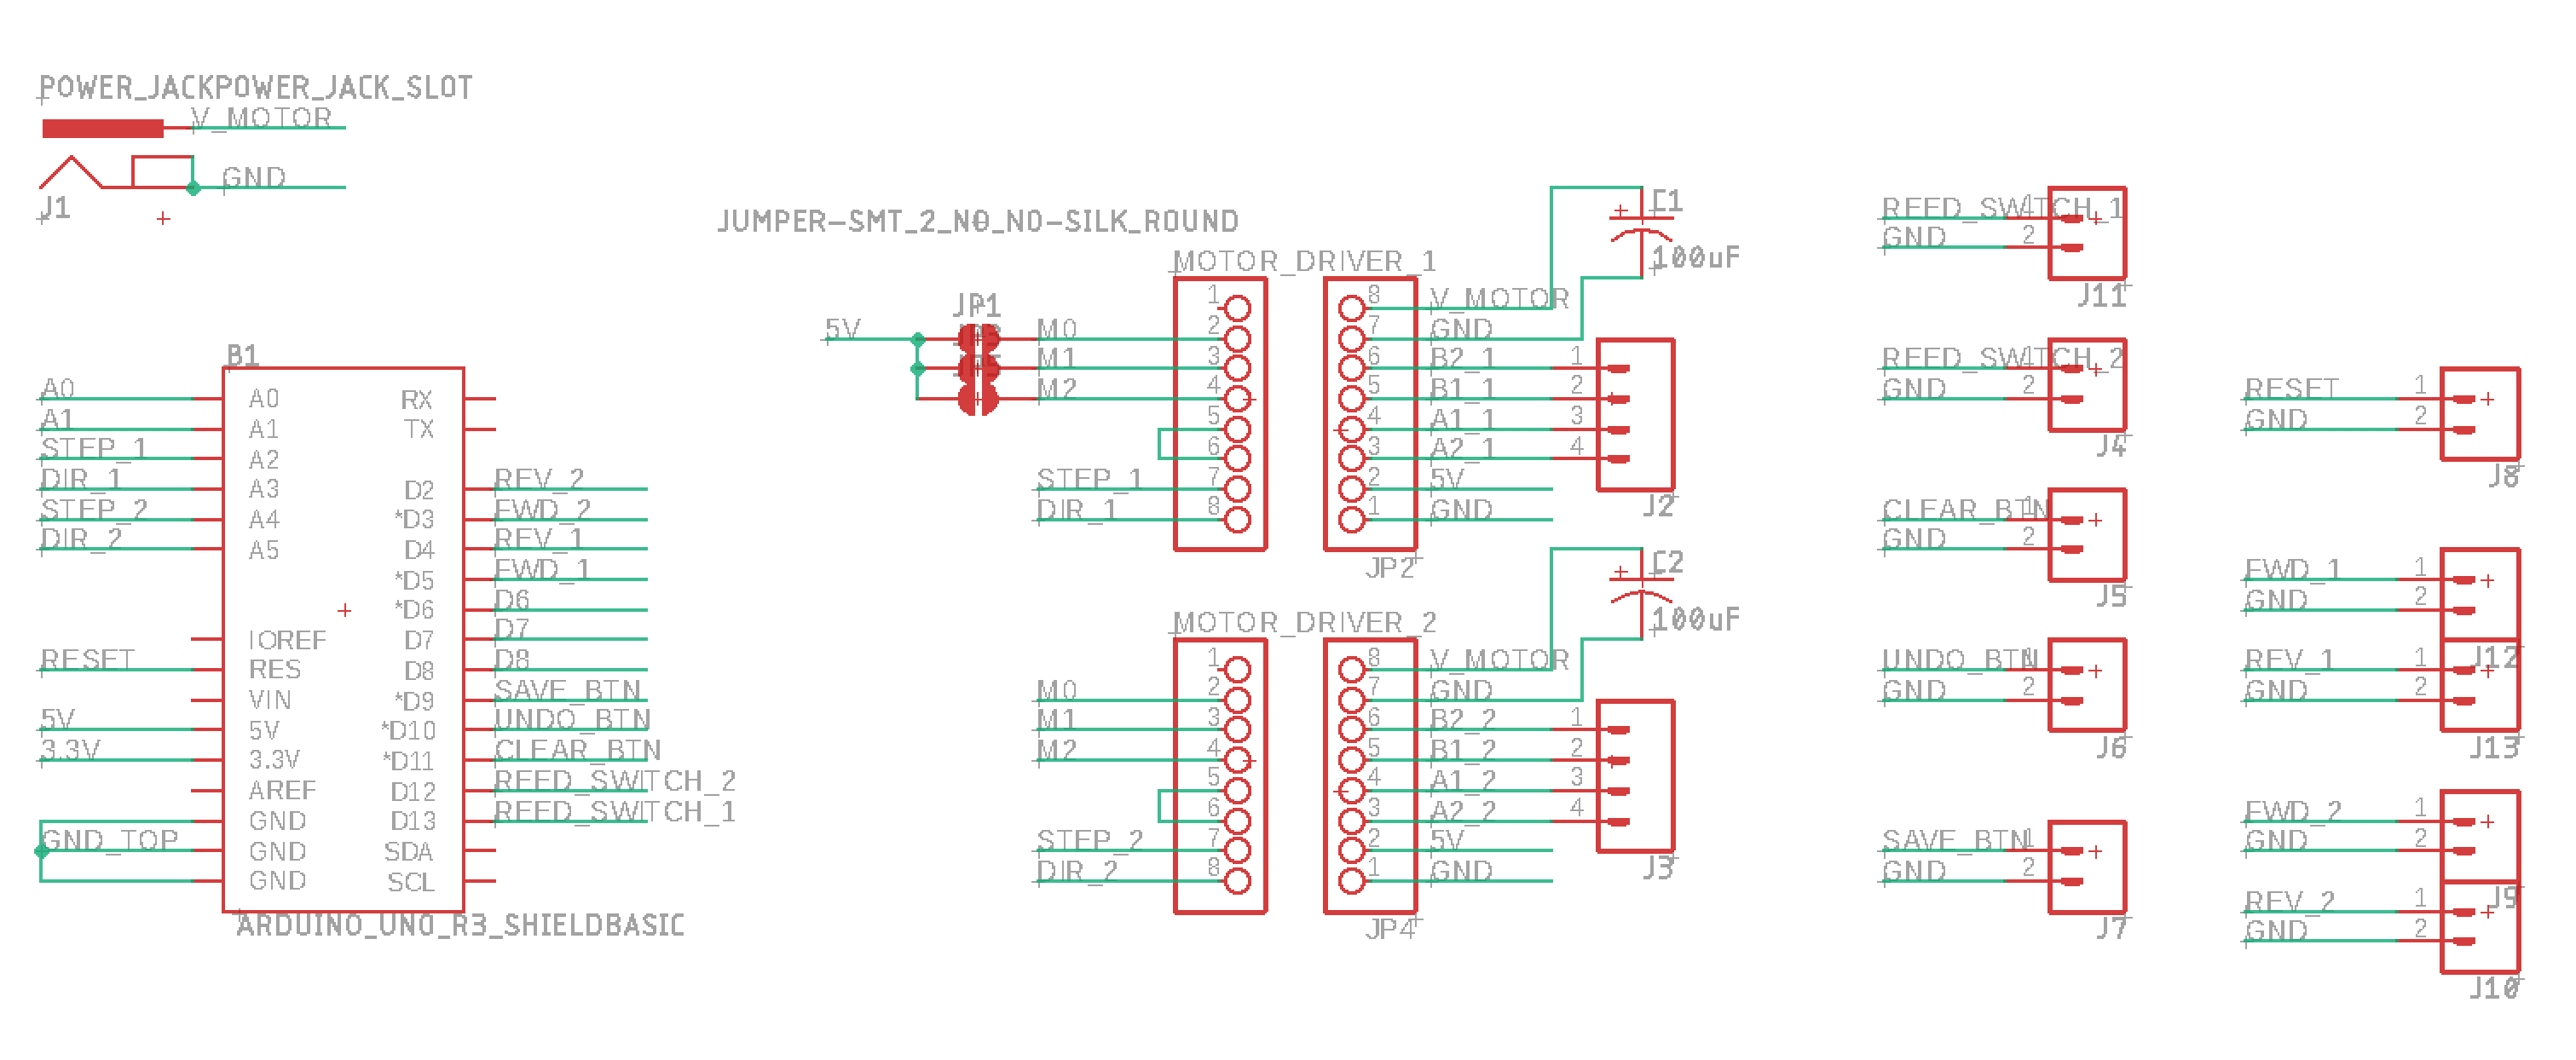 POWER_JACKPOWER_JACK_SLOT
V_MOTOR
GND
J1
B1
A0 A0 RX
A1 A1 TX
STEP_1 A2
DIR_1 A3 D2 REV_2
STEP_2 A4 *D3 FWD_2
DIR_2 A5 D4 REV_1
*D5 FWD_1
*D6 D6
IOREF D7 D7
RESET RES D8 D8
VIN *D9 SAVE_BTN
5V 5V *D10 UNDO_BTN
3.3V 3.3V *D11 CLEAR_BTN
AREF D12 REED_SWITCH_2
GND D13 REED_SWITCH_1
GND_TOP GND SDA
GND SCL
ARDUINO_UNO_R3_SHIELDBASIC
JUMPER-SMT_2_NO_NO-SILK_ROUND
JP1
5V
M0
M1
M2
MOTOR_DRIVER_1
1 8 V_MOTOR
2 7 GND
3 6 B2_1 1
4 5 B1_1 2
5 4 A1_1 3
6 3 A2_1 4
STEP_1 7 2 5V
DIR_1 8 1 GND
JP2
J2
C1
100uF
MOTOR_DRIVER_2
1 8 V_MOTOR
M0 2 7 GND
M1 3 6 B2_2 1
M2 4 5 B1_2 2
5 4 A1_2 3
6 3 A2_2 4
STEP_2 7 2 5V
DIR_2 8 1 GND
JP4
J3
C2
100uF
REED_SWITCH_1 1
GND 2
J11
REED_SWITCH_2 1
GND 2
J4
CLEAR_BTN 1
GND 2
J5
UNDO_BTN 1
GND 2
J6
SAVE_BTN 1
GND 2
J7
RESET 1
GND 2
J8
FWD_1 1
GND 2
J12
REV_1 1
GND 2
J13
FWD_2 1
GND 2
J9
REV_2 1
GND 2
J10